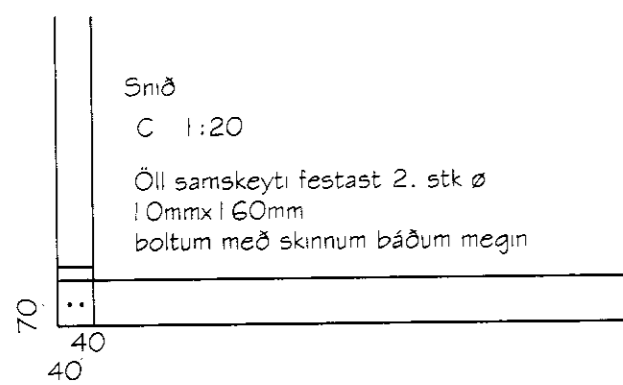 Snið
C 1:20
Öll samskeyti festast 2. stk ø
10mmx160mm
boltum með skinnum báðum megin
70
40
40